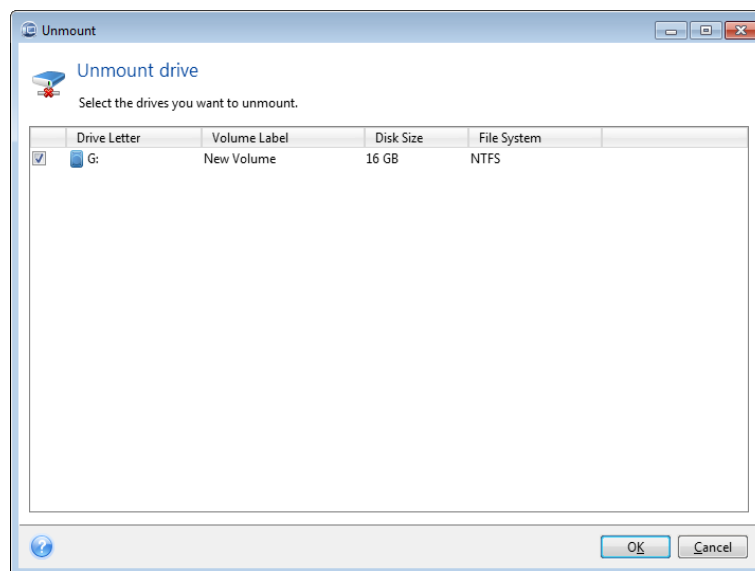 Unmount
Unmount drive
Select the drives you want to unmount.
Drive Letter Volume Label Disk Size File System
G: New Volume 16 GB NTFS
OK Cancel